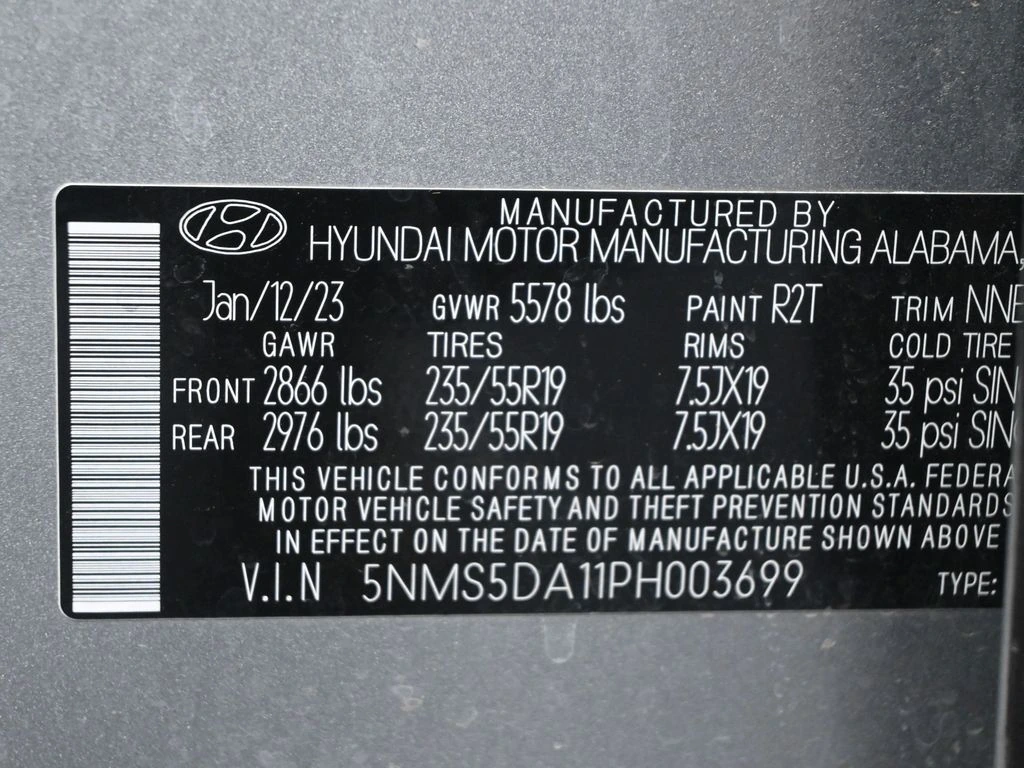 MANUFACTURED BY
HYUNDAI MOTOR MANUFACTURING ALABAMA,
Jan/12/23 GVWR 5578 lbs PAINT R2T TRIM NNE
GAWR TIRES RIMS COLD TIRE
FRONT 2866 lbs 235/55R19 7.5JX19 35 psi SIN
REAR 2976 lbs 235/55R19 7.5JX19 35 psi SIN
THIS VEHICLE CONFORMS TO ALL APPLICABLE U.S.A. FEDERA
MOTOR VEHICLE SAFETY AND THEFT PREVENTION STANDARDS
IN EFFECT ON THE DATE OF MANUFACTURE SHOWN ABOVE
V.I.N 5NMS5DA11PH003699 TYPE: